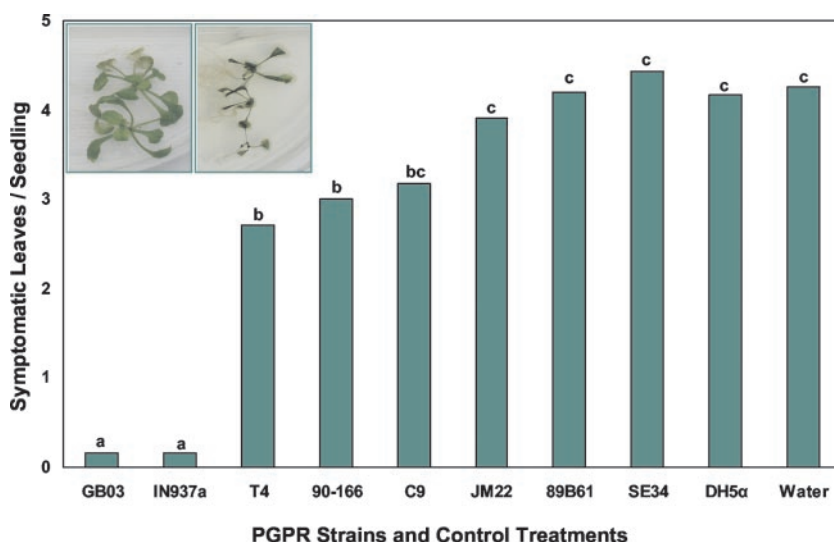 5
4
3
2
1
0
Symptomatic Leaves / Seedling
a a b b bc c c c c c
GB03 IN937a T4 90-166 C9 JM22 89B61 SE34 DH5α Water
PGPR Strains and Control Treatments